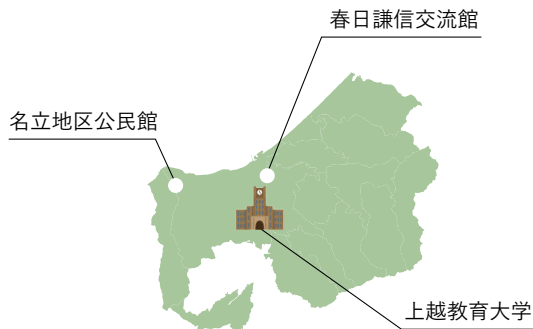 春日謙信交流館
名立地区公民館
上越教育大学